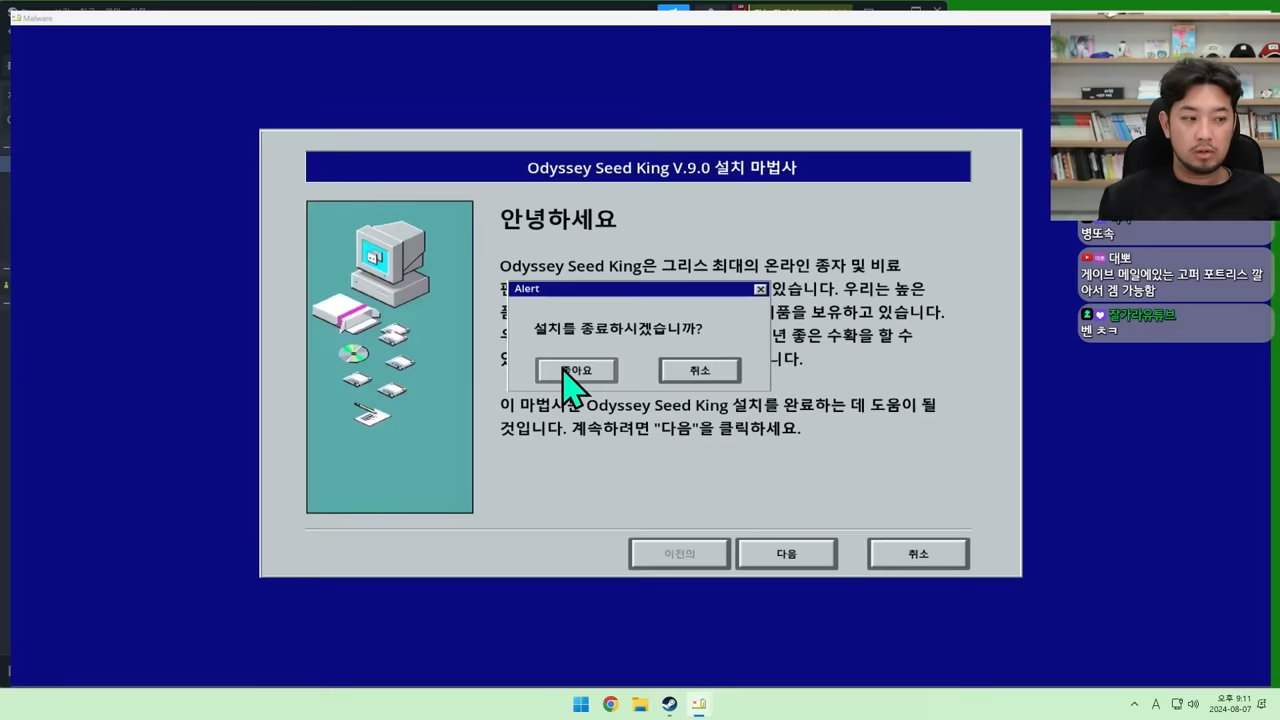 Malware
Odyssey Seed King V.9.0 설치 마법사
안녕하세요
Odyssey Seed King은 그리스 최대의 온라인 종자 및 비료
있습니다. 우리는 높은
품을 보유하고 있습니다.
년 좋은 수확을 할 수
니다.
Alert
설치를 종료하시겠습니까?
좋아요
취소
이 마법사는 Odyssey Seed King 설치를 완료하는 데 도움이 될
것입니다. 계속하려면 "다음"을 클릭하세요.
이전의
다음
취소
병또속
대뽀
게이브 메일에있는 고퍼 포트리스 깔
아서 겜 가능함
잘가라유튜브
벤 ㅊㅋ
A
오후 9:11
2024-08-07